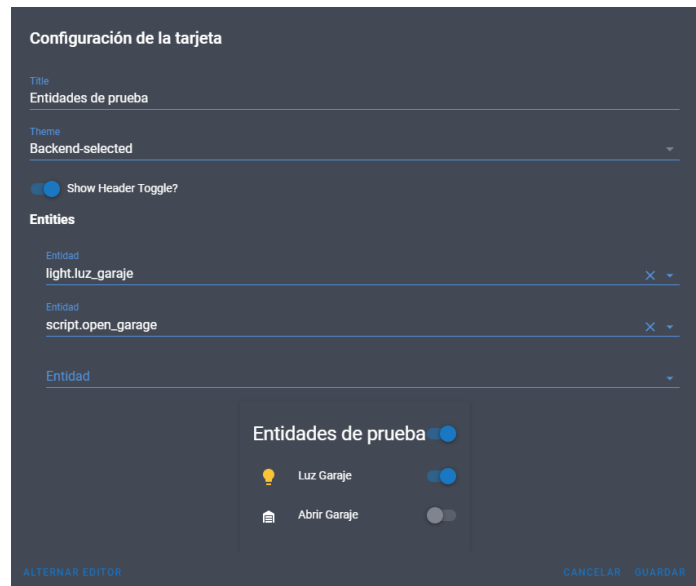 Configuración de la tarjeta
Title
Entidades de prueba
Theme
Backend-selected
Show Header Toggle?
Entities
Entidad
light.luz_garaje
Entidad
script.open_garage
Entidad
Entidades de prueba
Luz Garaje
Abrir Garaje
ALTERNAR EDITOR CANCELAR GUARDAR